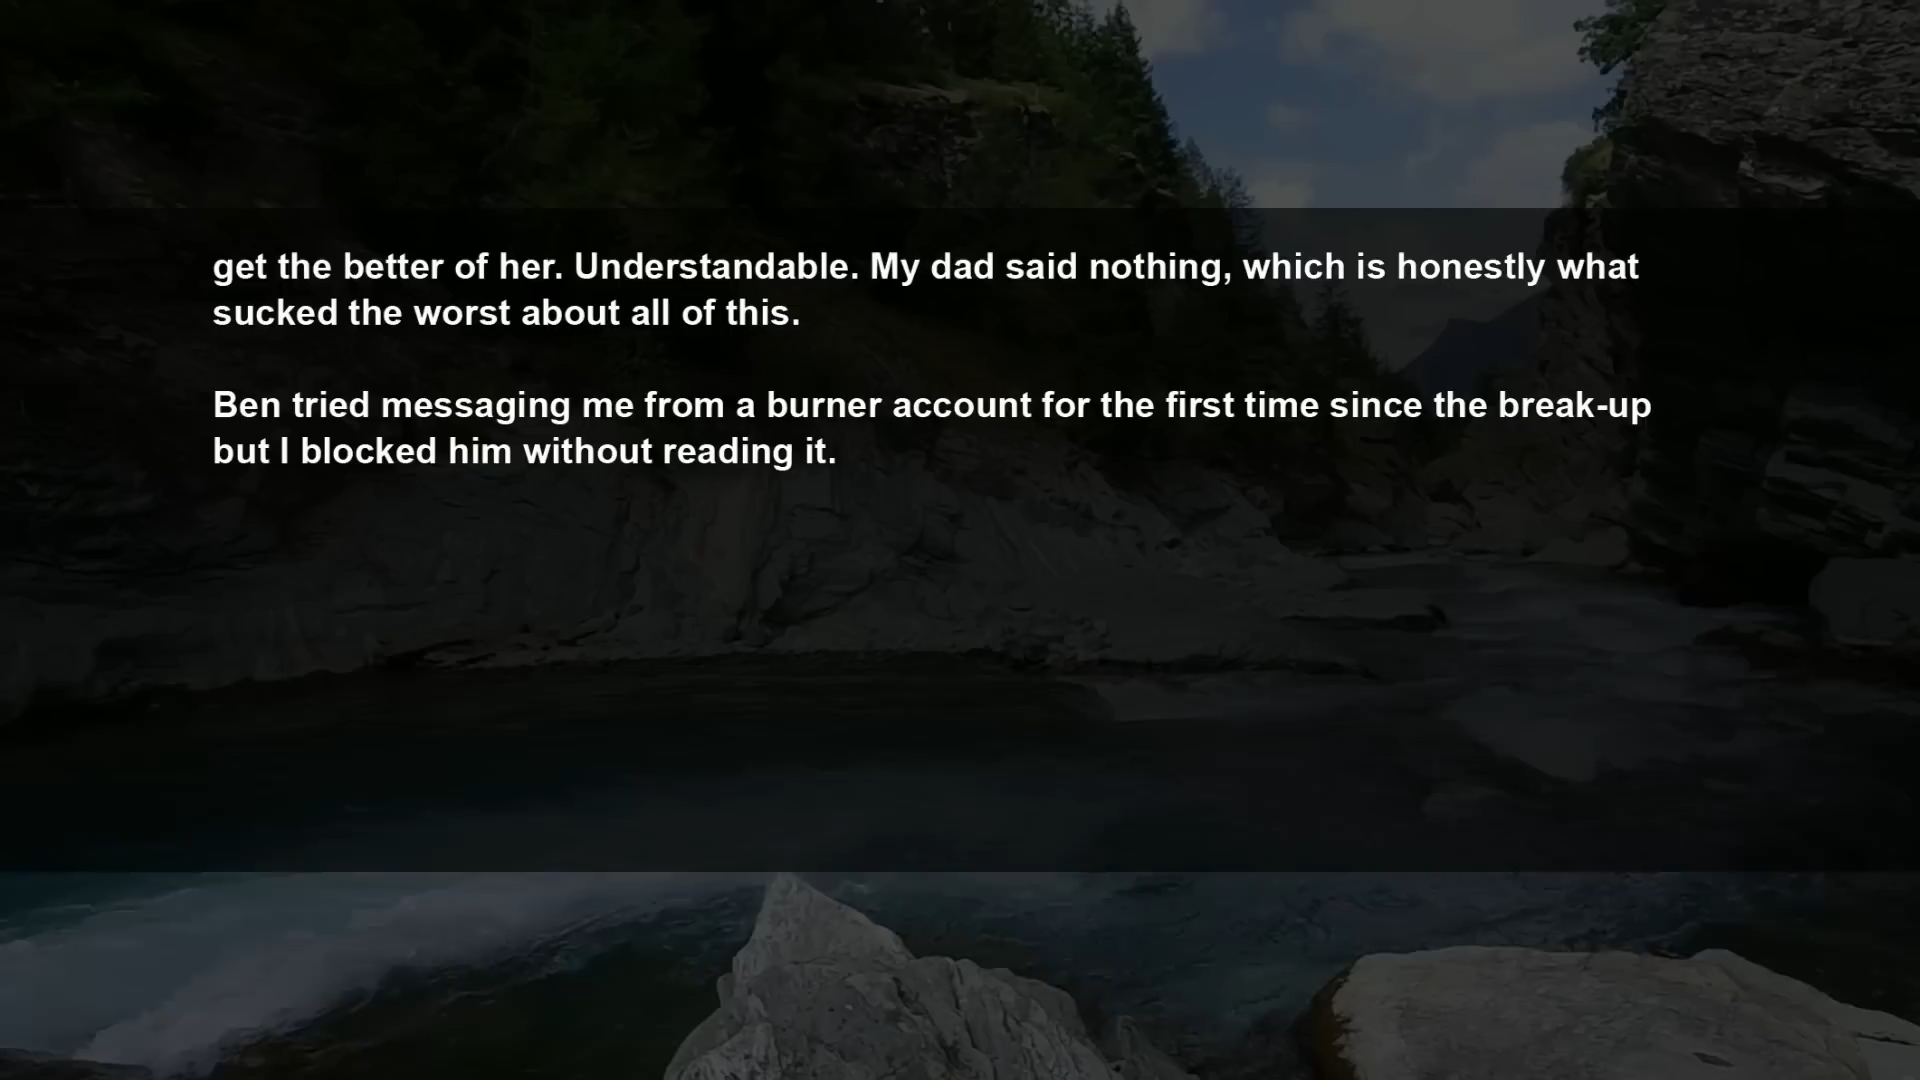 get the better of her. Understandable. My dad said nothing, which is honestly what
sucked the worst about all of this.
Ben tried messaging me from a burner account for the first time since the break-up
but I blocked him without reading it.